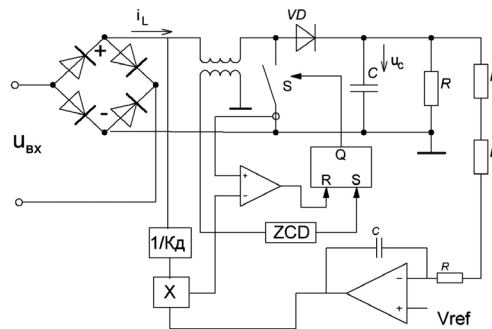 i_L
VD
+
S
C
u_c
R
-
u_вх
Q
R S
+
-
ZCD
1/Кд
C
X
R
-
+
Vref